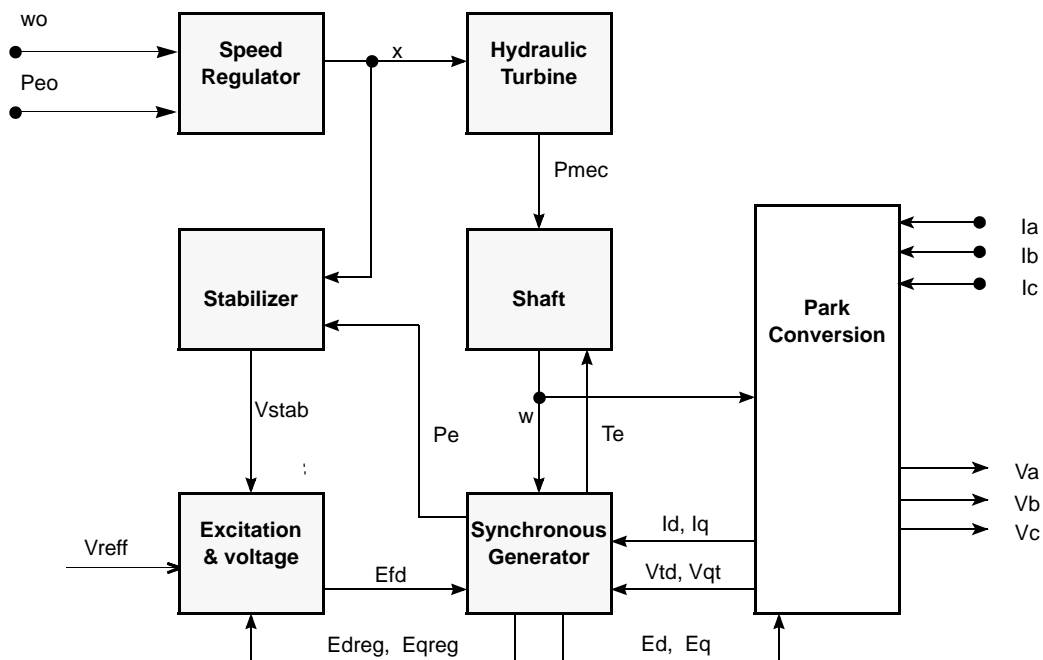 wo
Peo
Speed
Regulator
x
Hydraulic
Turbine
Pmec
Stabilizer
Shaft
Park
Conversion
Ia
Ib
Ic
Vstab
Pe
w
Te
Va
Vb
Vc
Vreff
Excitation
& voltage
Efd
Synchronous
Generator
Id, Iq
Vtd, Vqt
Edreg, Eqreg
Ed, Eq